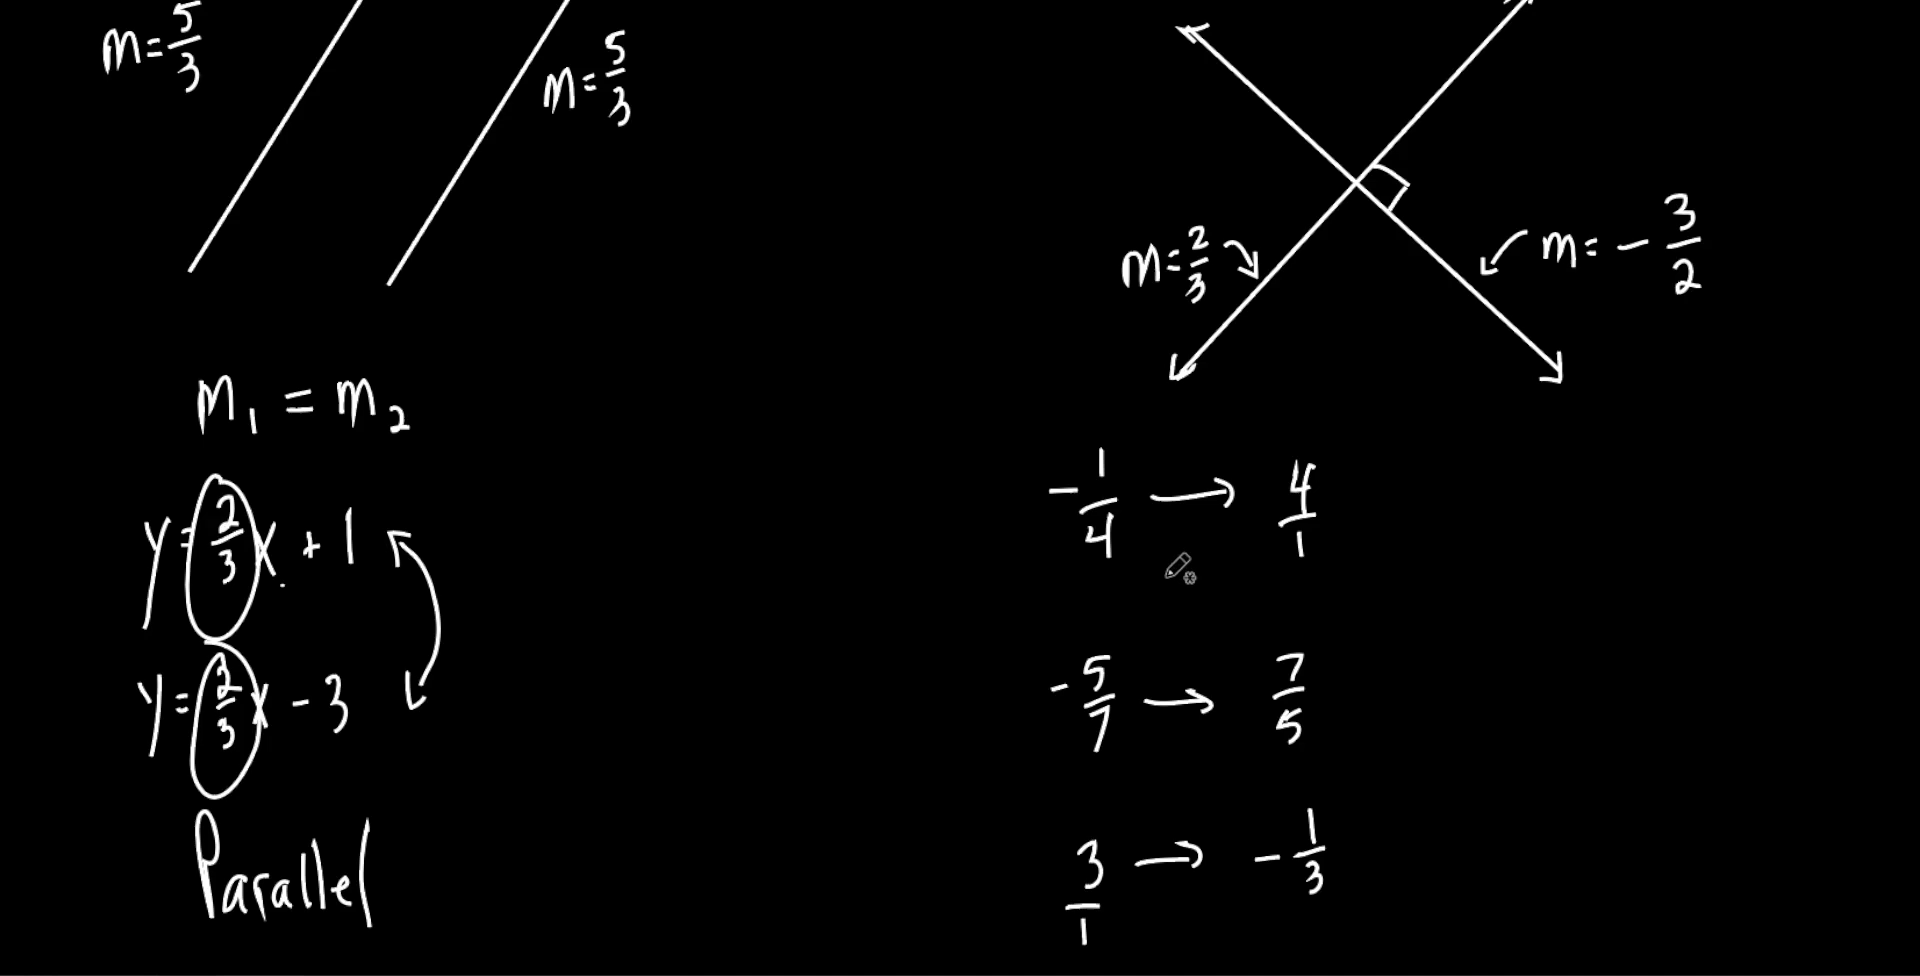 m=5/3
m=5/3
m=2/3
m=-3/2
m₁ = m₂
y=2/3x + 1
y=2/3x - 3
Parallel
-1/4 → 4/1
-5/7 → 7/5
3/1 → -1/3